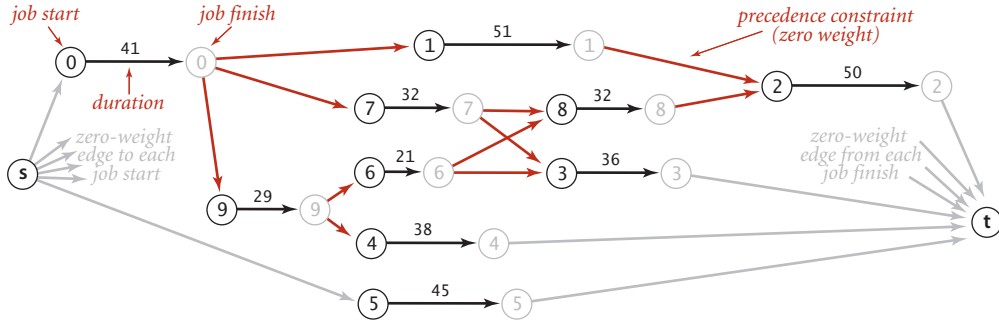 job start
job finish
41
0
0
duration
1
51
1
precedence constraint
(zero weight)
2
50
2
7
32
7
8
32
8
zero-weight
edge to each
job start
s
6
21
6
3
36
3
zero-weight
edge from each
job finish
9
29
9
4
38
4
t
5
45
5